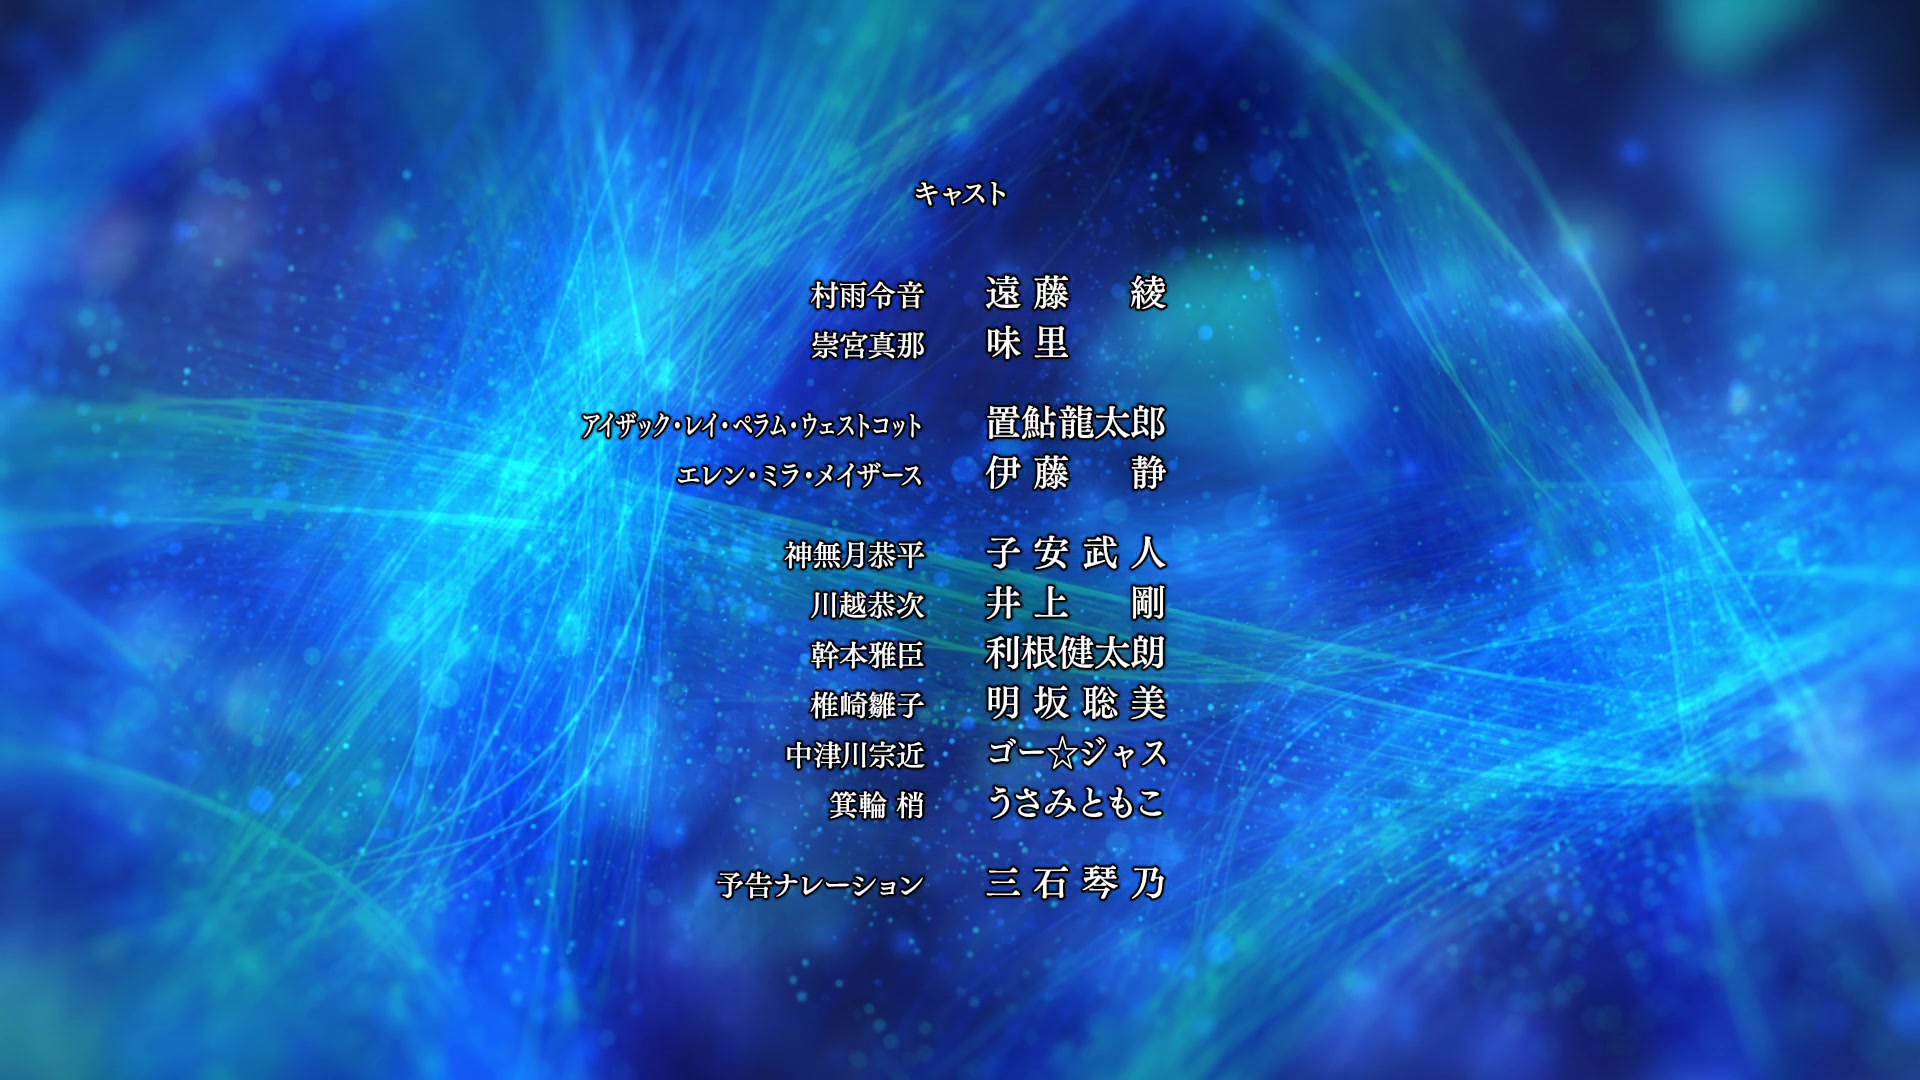 キャスト
村雨令音 遠藤 綾
崇宮真那 味里
アイザック・レイ・ペラム・ウェストコット 置鮎龍太郎
エレン・ミラ・メイザース 伊藤 静
神無月恭平 子安武人
川越恭次 井上 剛
幹本雅臣 利根健太朗
椎崎雛子 明坂聡美
中津川宗近 ゴー☆ジャス
箕輪 梢 うさみともこ
予告ナレーション 三石琴乃